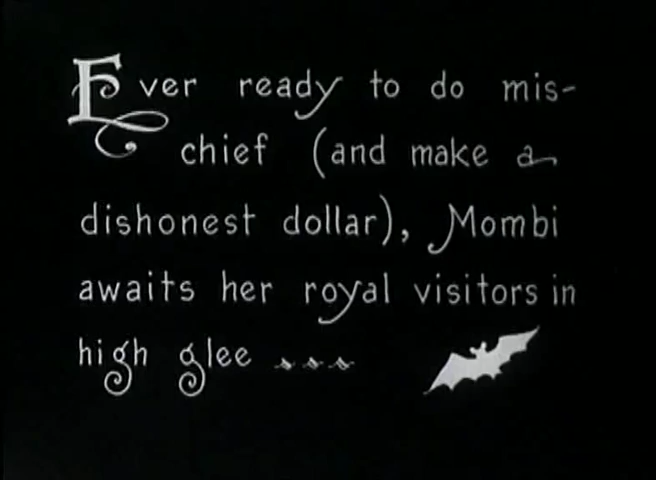 Ever ready to do mis-
chief (and make a
dishonest dollar), Mombi
awaits her royal visitors in
high glee ...